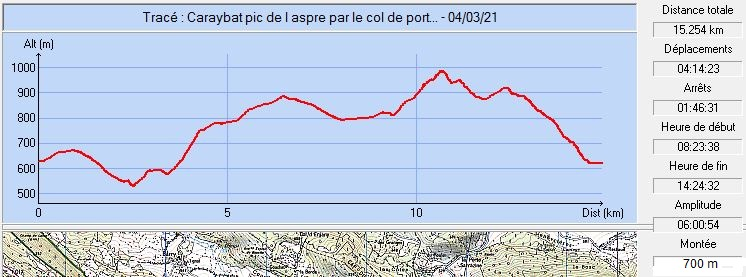 Tracé : Caraybat pic de l aspre par le col de port... - 04/03/21
Alt (m)
1000
900
800
700
600
500
0
5
10
Dist (km)
Distance totale
15.254 km
Déplacements
04:14:23
Arrêts
01:46:31
Heure de début
08:23:38
Heure de fin
14:24:32
Amplitude
06:00:54
Montée
700 m